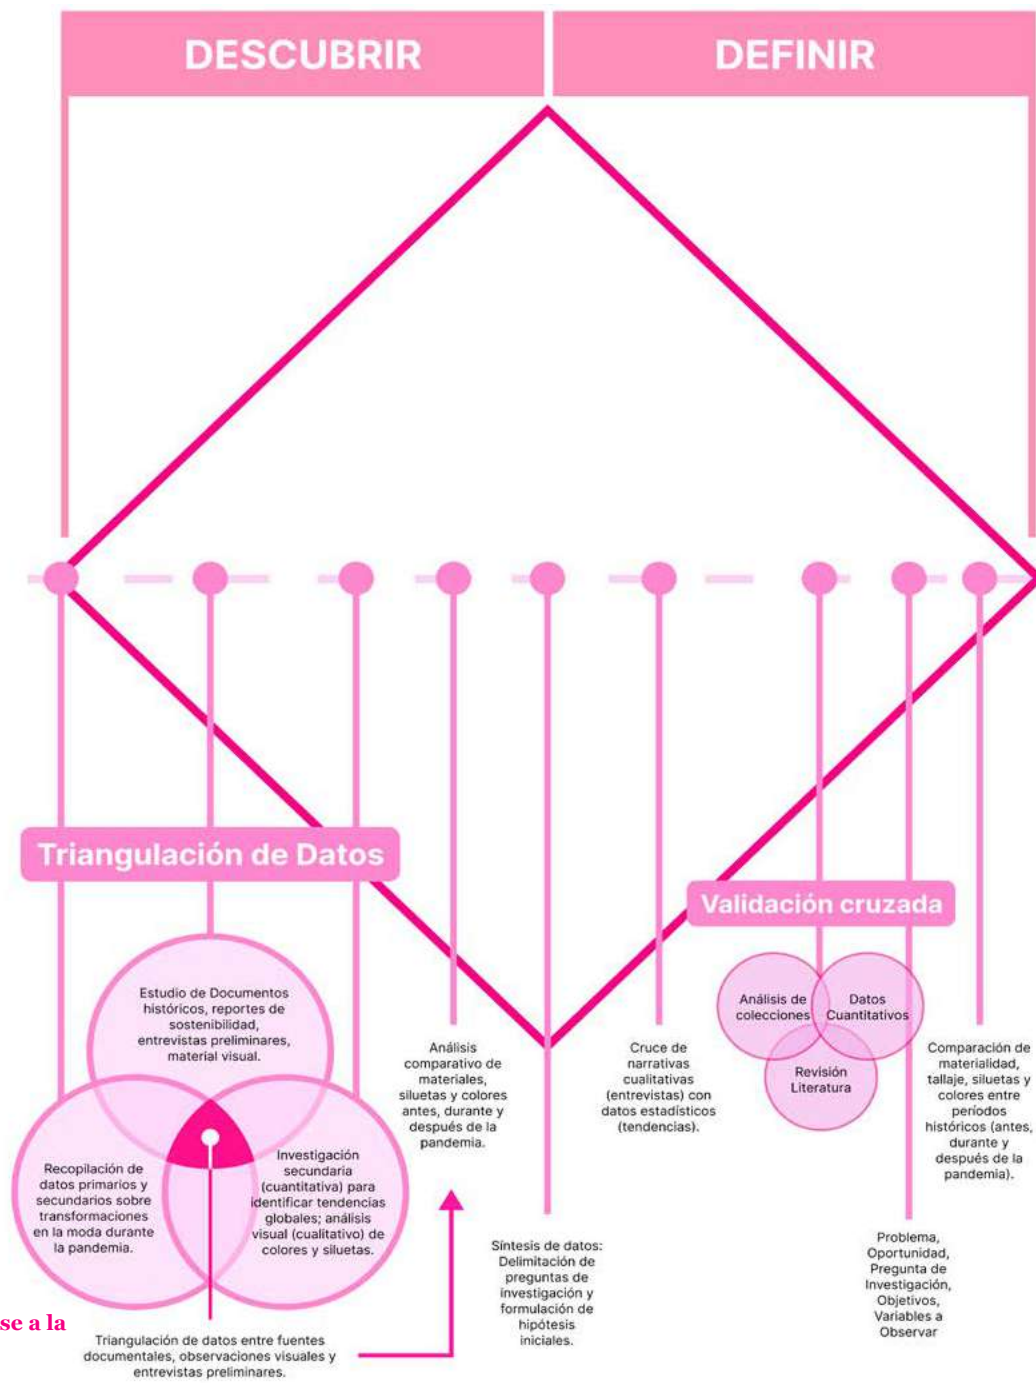 DESCUBRIR
DEFINIR
Triangulación de Datos
Validación cruzada
Estudio de Documentos
históricos, reportes de
sostenibilidad,
entrevistas preliminares,
material visual.
Recopilación de
datos primarios y
secundarios sobre
transformaciones
en la moda durante
la pandemia.
Investigación
secundaria
(cuantitativa) para
identificar tendencias
globales; análisis
visual (cualitativo) de
colores y siluetas.
Triangulación de datos entre fuentes
documentales, observaciones visuales y
entrevistas preliminares.
se a la
Análisis
comparativo de
materiales,
siluetas y colores
antes, durante y
después de la
pandemia.
Síntesis de datos:
Delimitación de
preguntas de
investigación y
formulación de
hipótesis
iniciales.
Cruce de
narrativas
cualitativas
(entrevistas) con
datos estadísticos
(tendencias).
Análisis de
colecciones
Datos
Cuantitativos
Revisión
Literatura
Problema,
Oportunidad,
Pregunta de
Investigación,
Objetivos,
Variables a
Observar
Comparación de
materialidad,
tallaje, siluetas y
colores entre
períodos
históricos (antes,
durante y
después de la
pandemia).